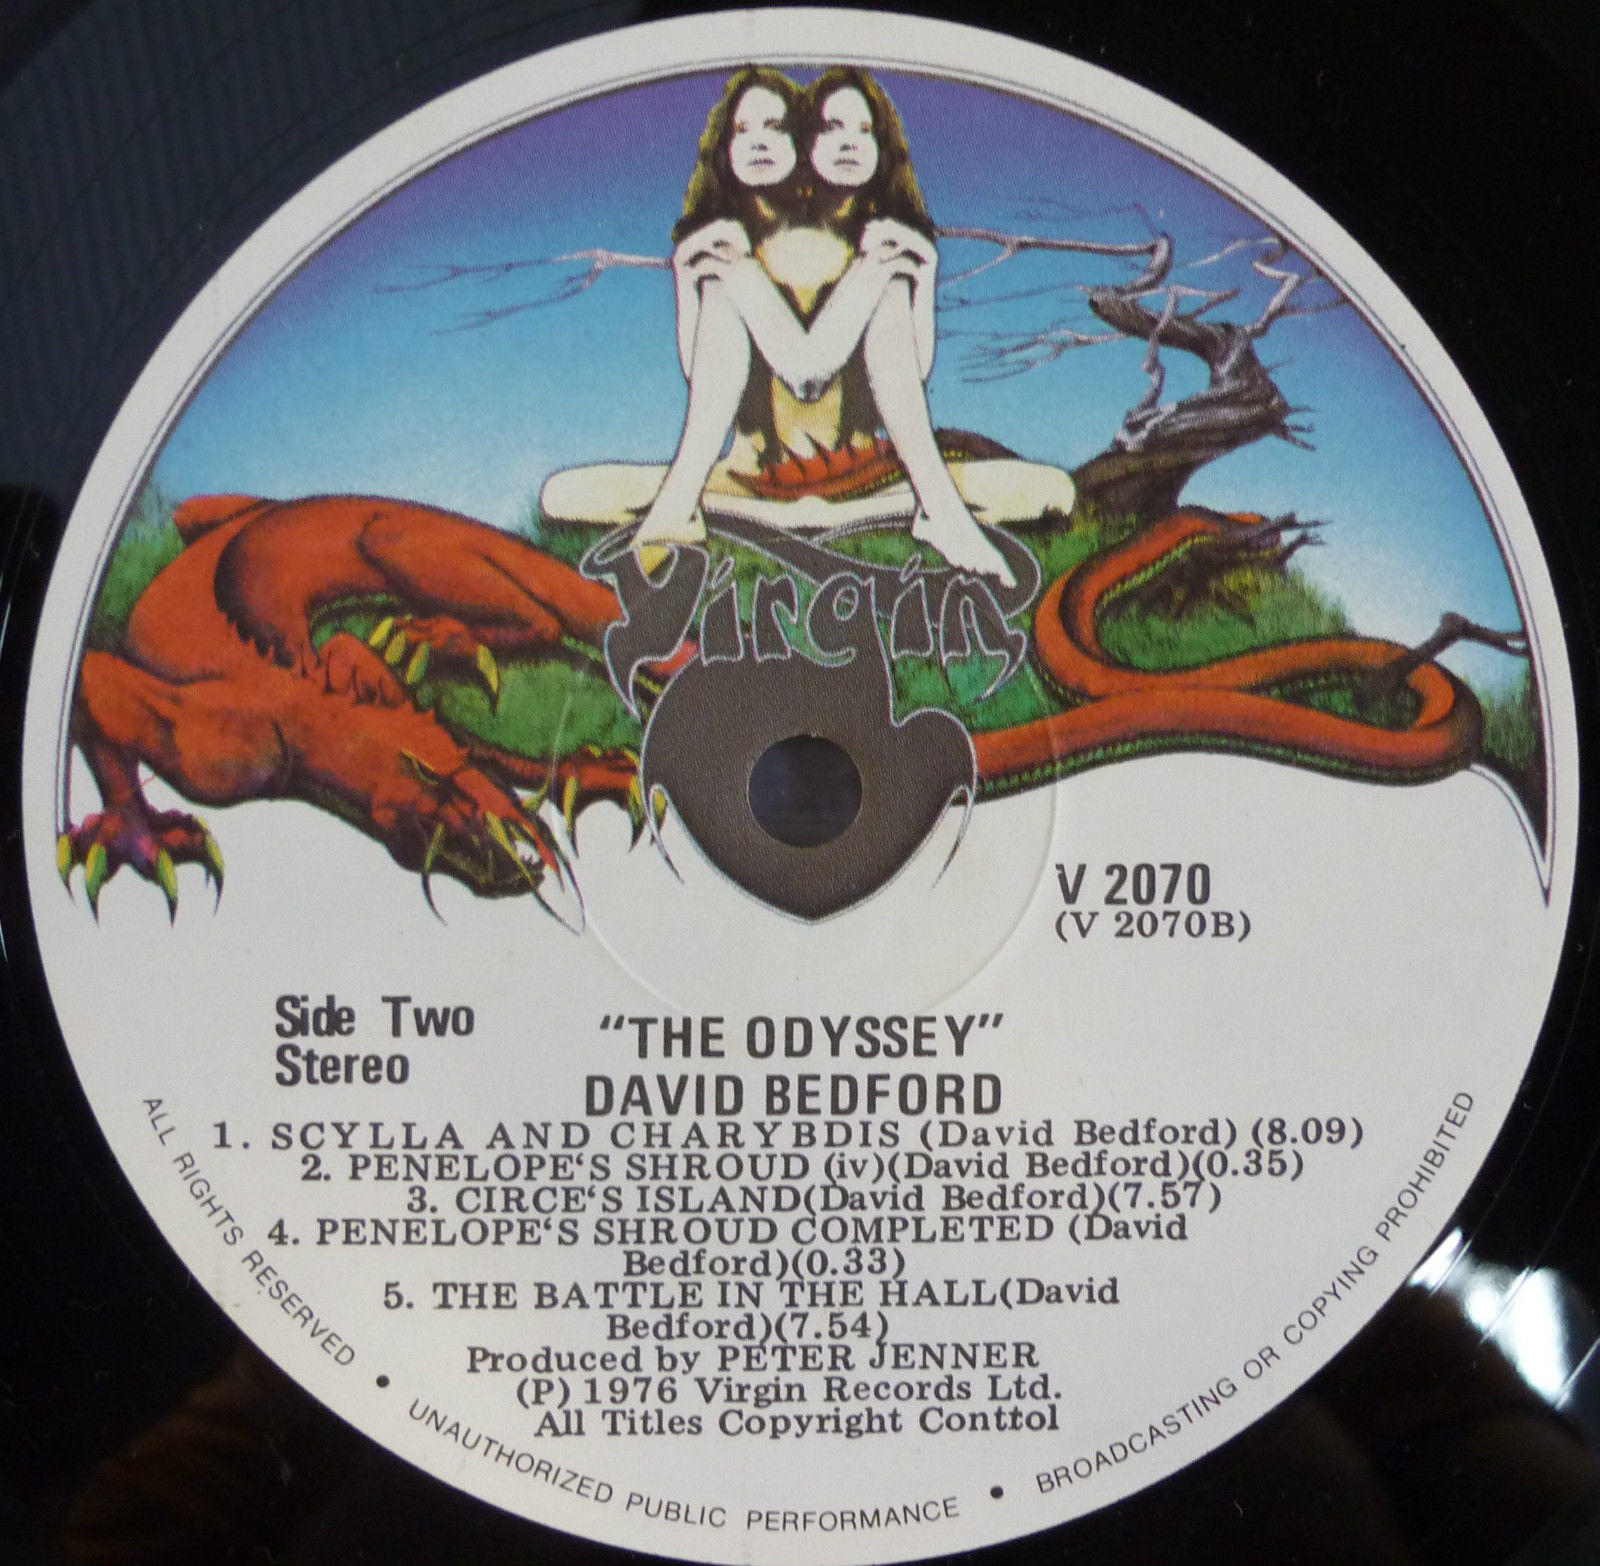 Virgin
V 2070
(V 2070B)
Side Two
Stereo
“THE ODYSSEY”
DAVID BEDFORD
1. SCYLLA AND CHARYBDIS (David Bedford) (8.09)
2. PENELOPE‘S SHROUD (iv)(David Bedford)(0.35)
3. CIRCE‘S ISLAND(David Bedford)(7.57)
4. PENELOPE‘S SHROUD COMPLETED (David
Bedford)(0.33)
5. THE BATTLE IN THE HALL(David
Bedford)(7.54)
Produced by PETER JENNER
(P) 1976 Virgin Records Ltd.
All Titles Copyright Conttol
ALL RIGHTS RESERVED • UNAUTHORIZED PUBLIC PERFORMANCE • BROADCASTING OR COPYING PROHIBITED